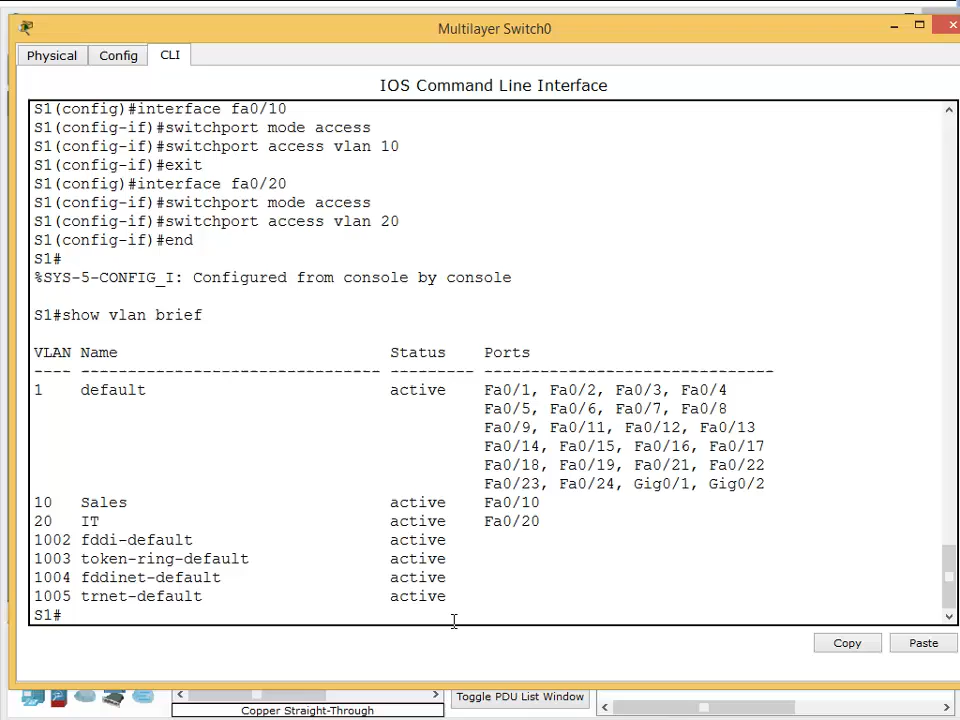 Multilayer Switch0
Physical Config CLI
IOS Command Line Interface
S1(config)#interface fa0/10
S1(config-if)#switchport mode access
S1(config-if)#switchport access vlan 10
S1(config-if)#exit
S1(config)#interface fa0/20
S1(config-if)#switchport mode access
S1(config-if)#switchport access vlan 20
S1(config-if)#end
S1#
%SYS-5-CONFIG_I: Configured from console by console
S1#show vlan brief
VLAN Name Status Ports
---- -------------------------------- --------- -------------------------------
1 default active Fa0/1, Fa0/2, Fa0/3, Fa0/4
Fa0/5, Fa0/6, Fa0/7, Fa0/8
Fa0/9, Fa0/11, Fa0/12, Fa0/13
Fa0/14, Fa0/15, Fa0/16, Fa0/17
Fa0/18, Fa0/19, Fa0/21, Fa0/22
Fa0/23, Fa0/24, Gig0/1, Gig0/2
10 Sales active Fa0/10
20 IT active Fa0/20
1002 fddi-default active
1003 token-ring-default active
1004 fddinet-default active
1005 trnet-default active
S1#
Copy Paste
Toggle PDU List Window
Copper Straight-Through